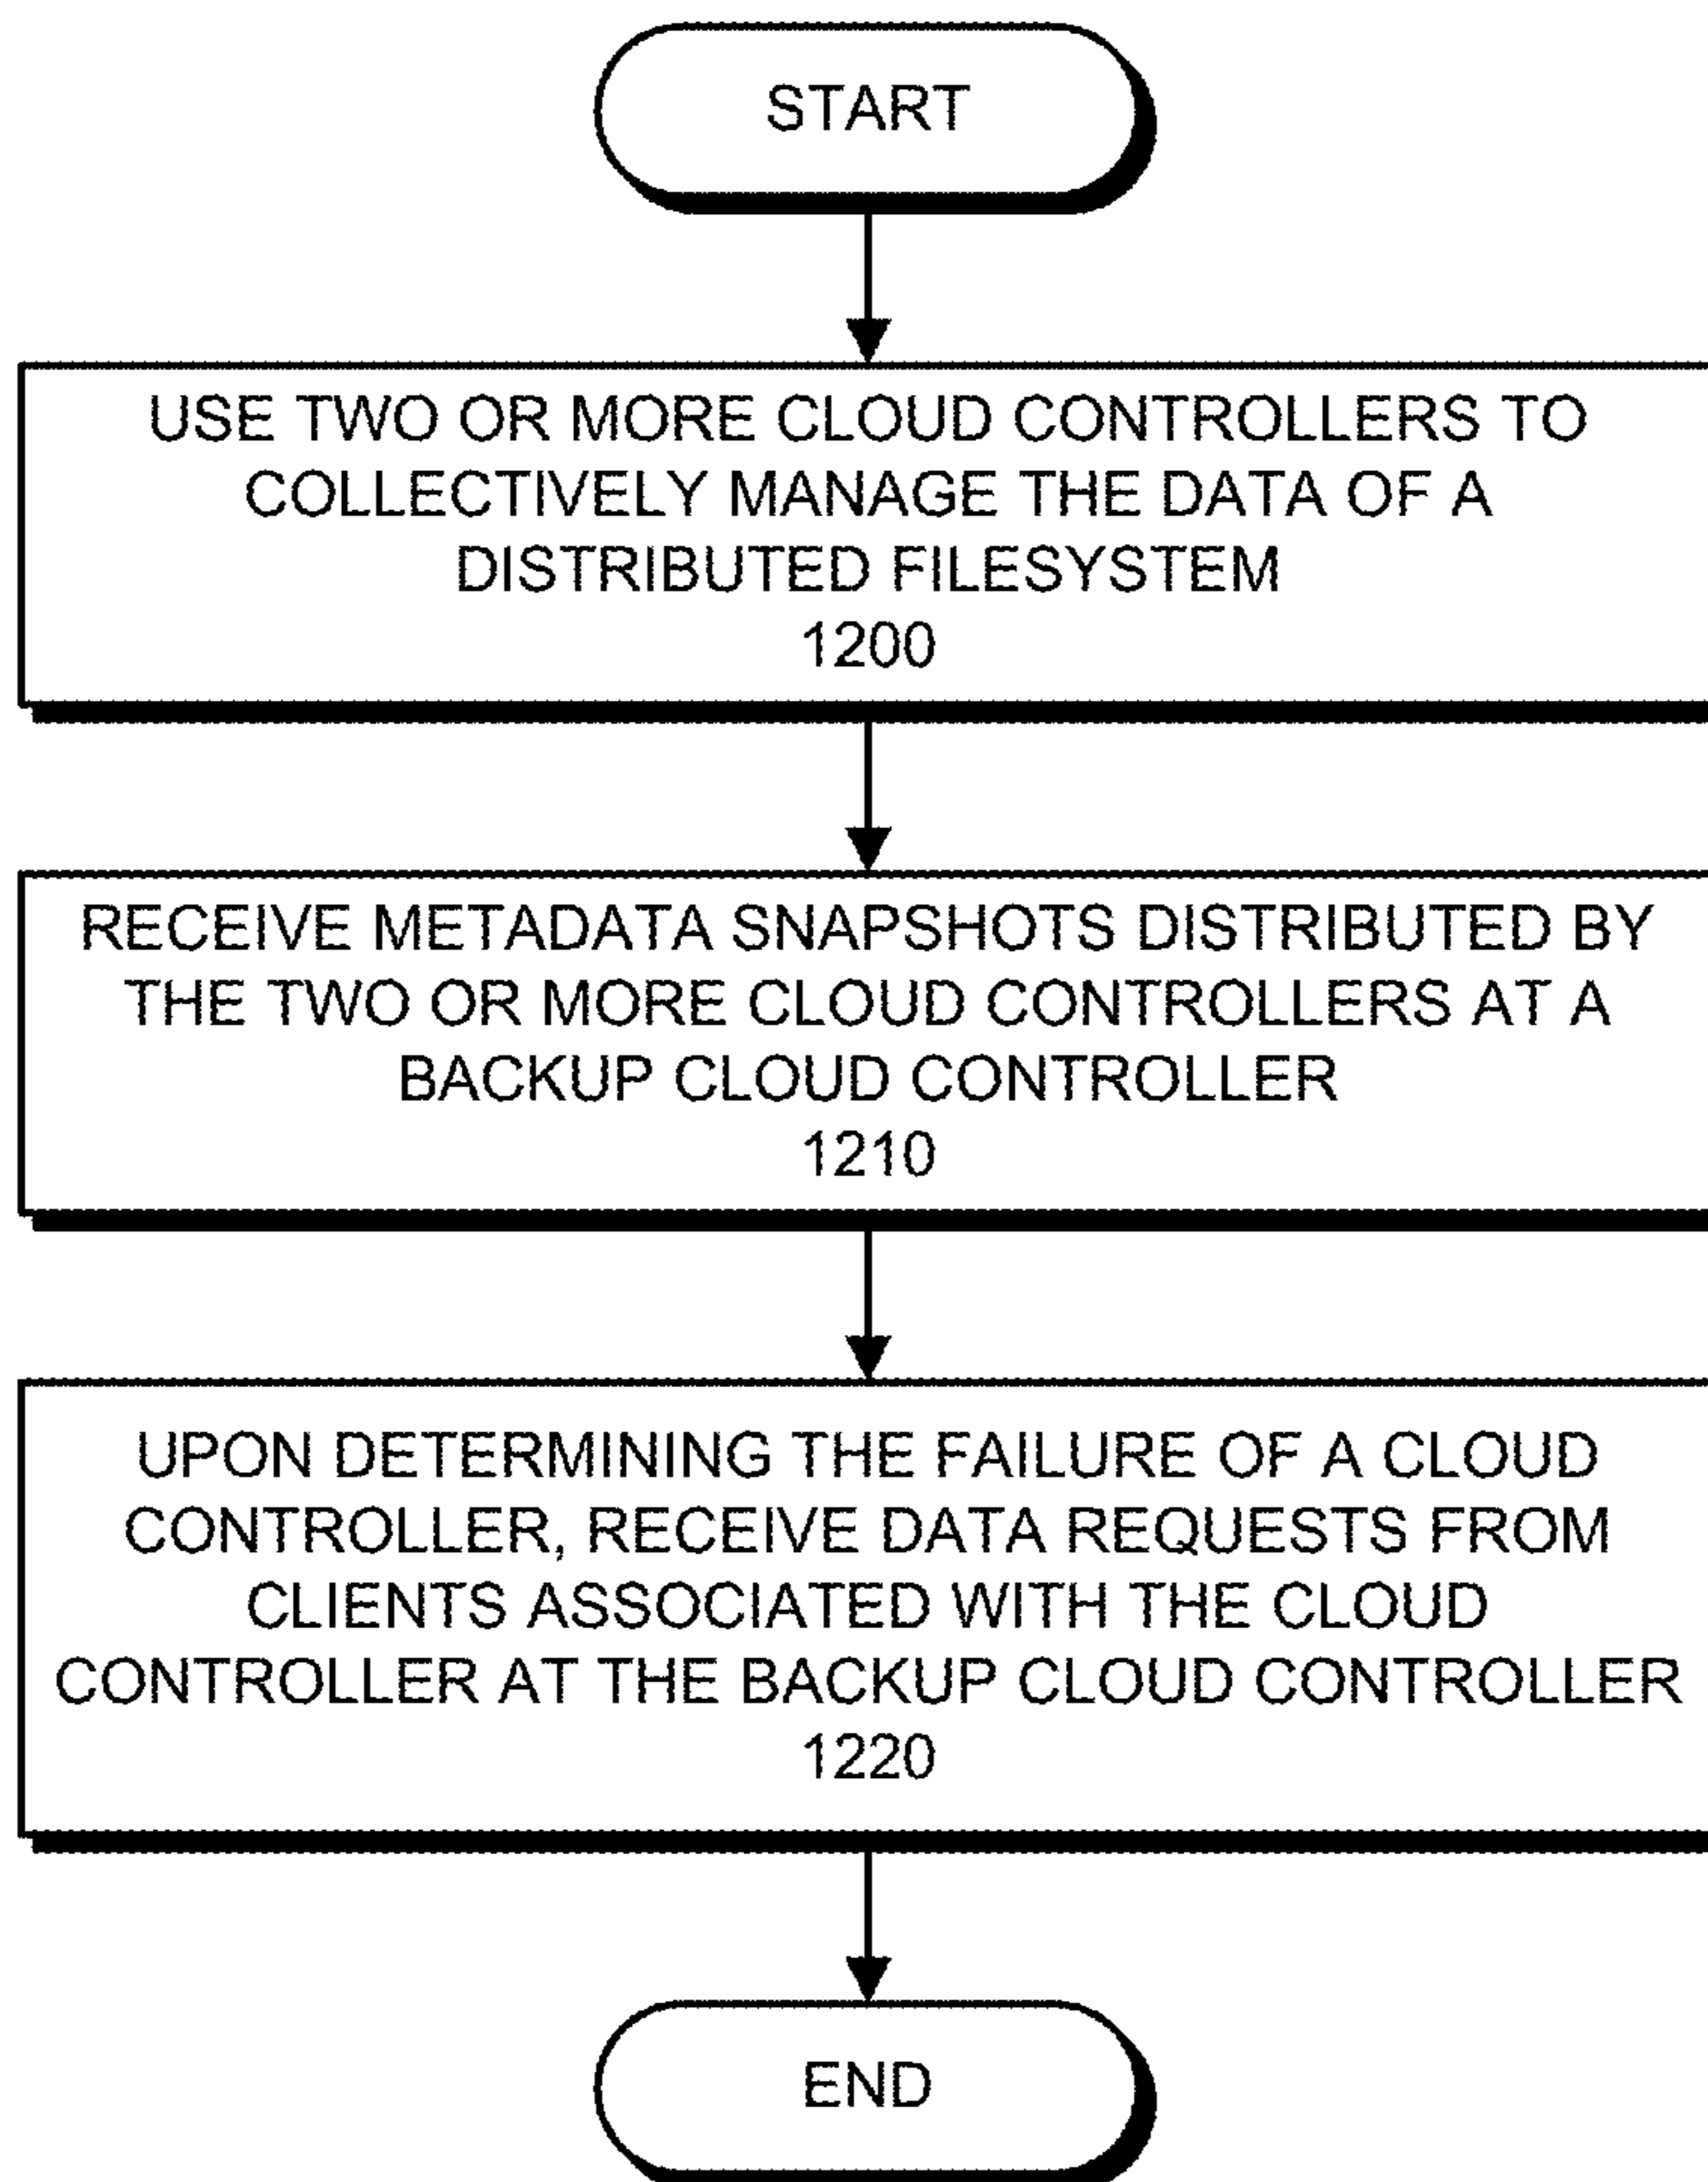 START
USE TWO OR MORE CLOUD CONTROLLERS TO
COLLECTIVELY MANAGE THE DATA OF A
DISTRIBUTED FILESYSTEM
1200
RECEIVE METADATA SNAPSHOTS DISTRIBUTED BY
THE TWO OR MORE CLOUD CONTROLLERS AT A
BACKUP CLOUD CONTROLLER
1210
UPON DETERMINING THE FAILURE OF A CLOUD
CONTROLLER, RECEIVE DATA REQUESTS FROM
CLIENTS ASSOCIATED WITH THE CLOUD
CONTROLLER AT THE BACKUP CLOUD CONTROLLER
1220
END